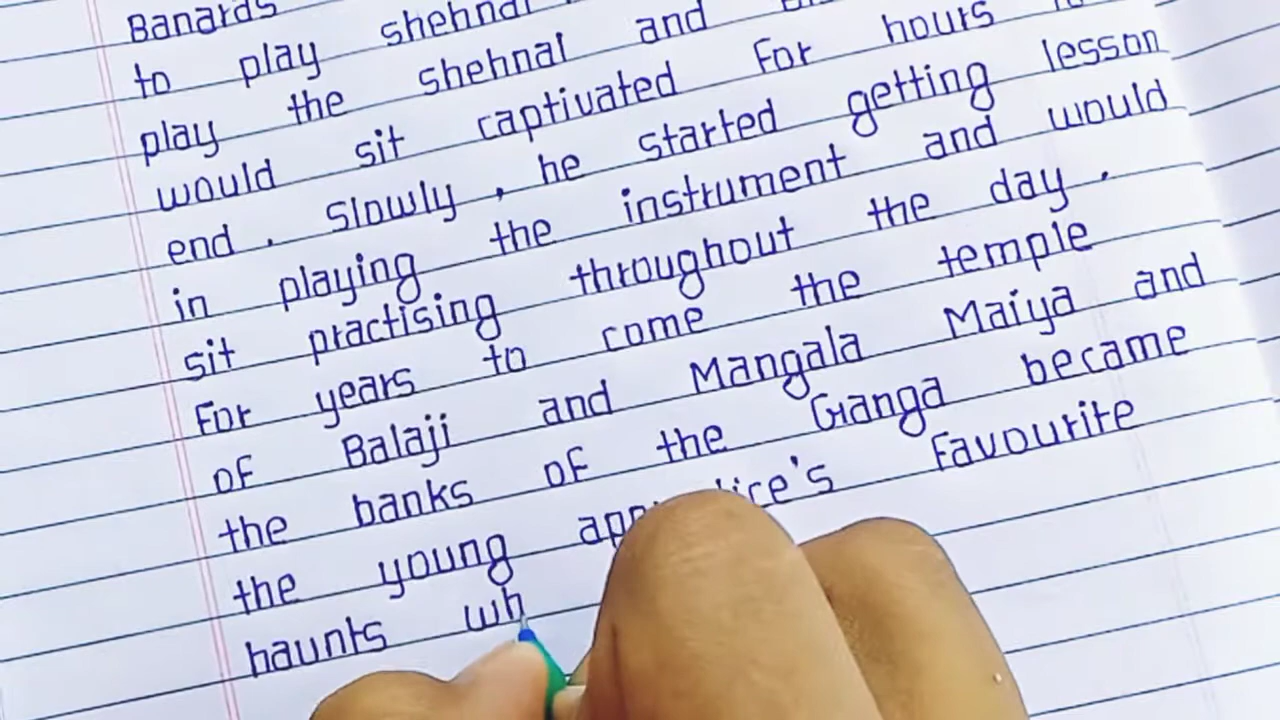 Banaras
to play shehnai
play the shehnai and
would sit captivated For hours
end . Slowly , he started getting lesson
in playing the instrument and would
sit practising throughout the day .
For years to come the temple
of Balaji and Mangala Maiya and
the banks of the Ganga became
the young Favourite
haunts wh